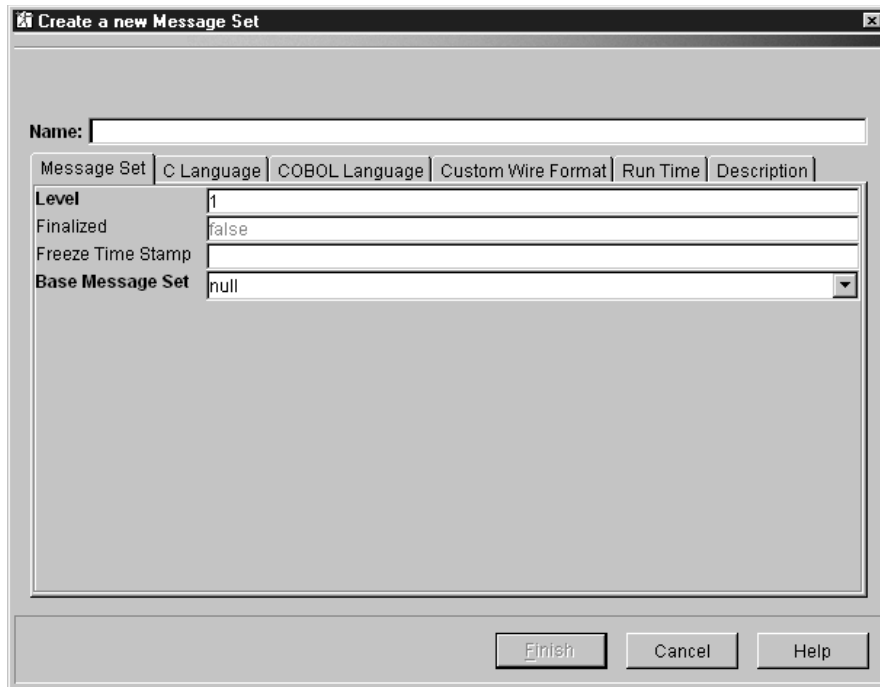 Create a new Message Set
Name:
Message Set C Language COBOL Language Custom Wire Format Run Time Description
Level 1
Finalized false
Freeze Time Stamp
Base Message Set null
Finish Cancel Help